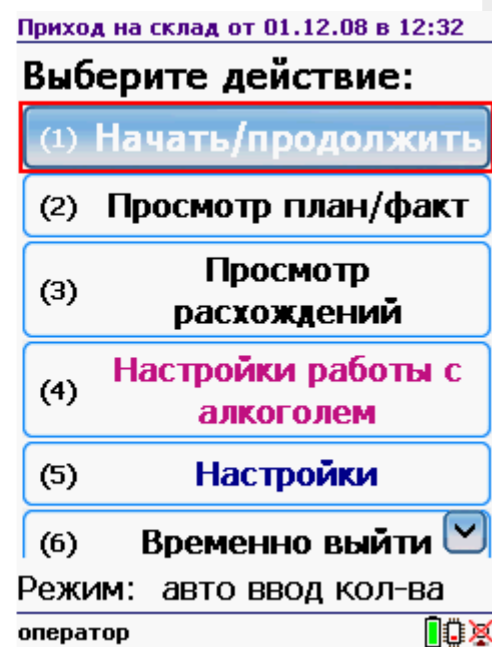 Приход на склад от 01.12.08 в 12:32
Выберите действие:
(1) Начать/продолжить
(2) Просмотр план/факт
(3) Просмотр
расхождений
(4) Настройки работы с
алкоголем
(5) Настройки
(6) Временно выйти
Режим: авто ввод кол-ва
оператор